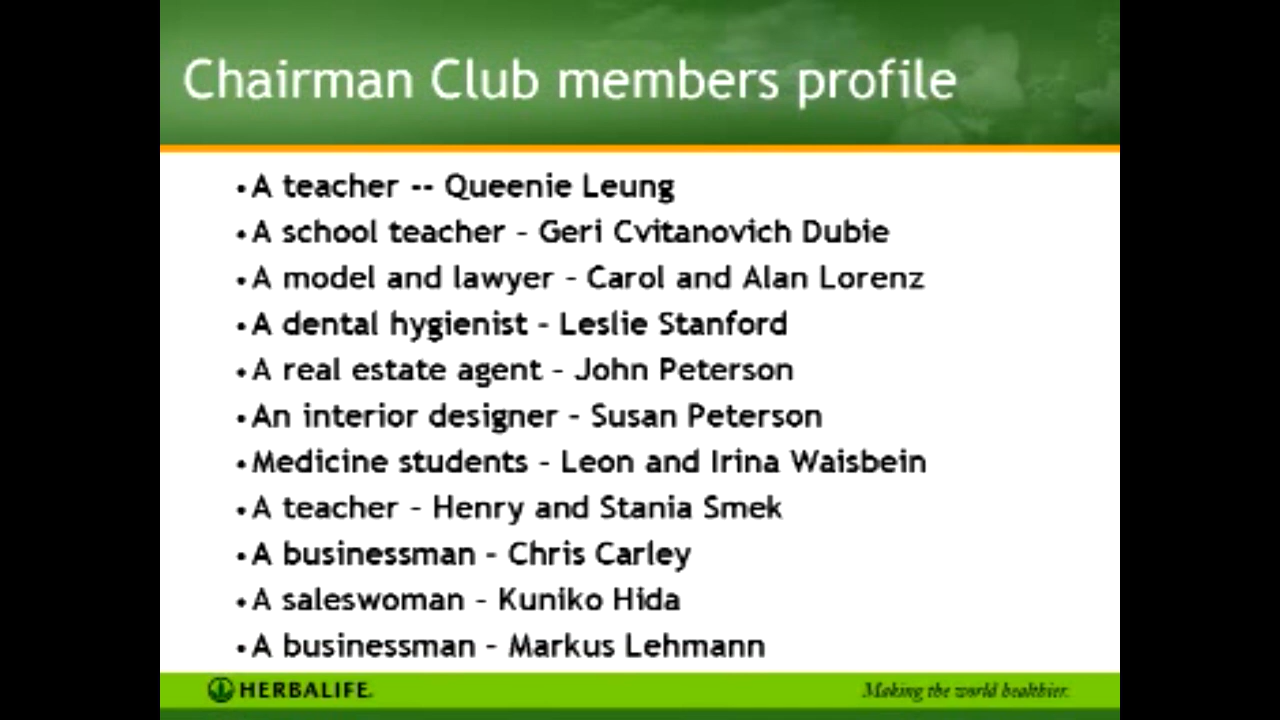 Chairman Club members profile
•A teacher -- Queenie Leung
•A school teacher – Geri Cvitanovich Dubie
•A model and lawyer – Carol and Alan Lorenz
•A dental hygienist – Leslie Stanford
•A real estate agent – John Peterson
•An interior designer – Susan Peterson
•Medicine students – Leon and Irina Waisbein
•A teacher – Henry and Stania Smek
•A businessman – Chris Carley
•A saleswoman – Kuniko Hida
•A businessman – Markus Lehmann
HERBALIFE. Making the world healthier.